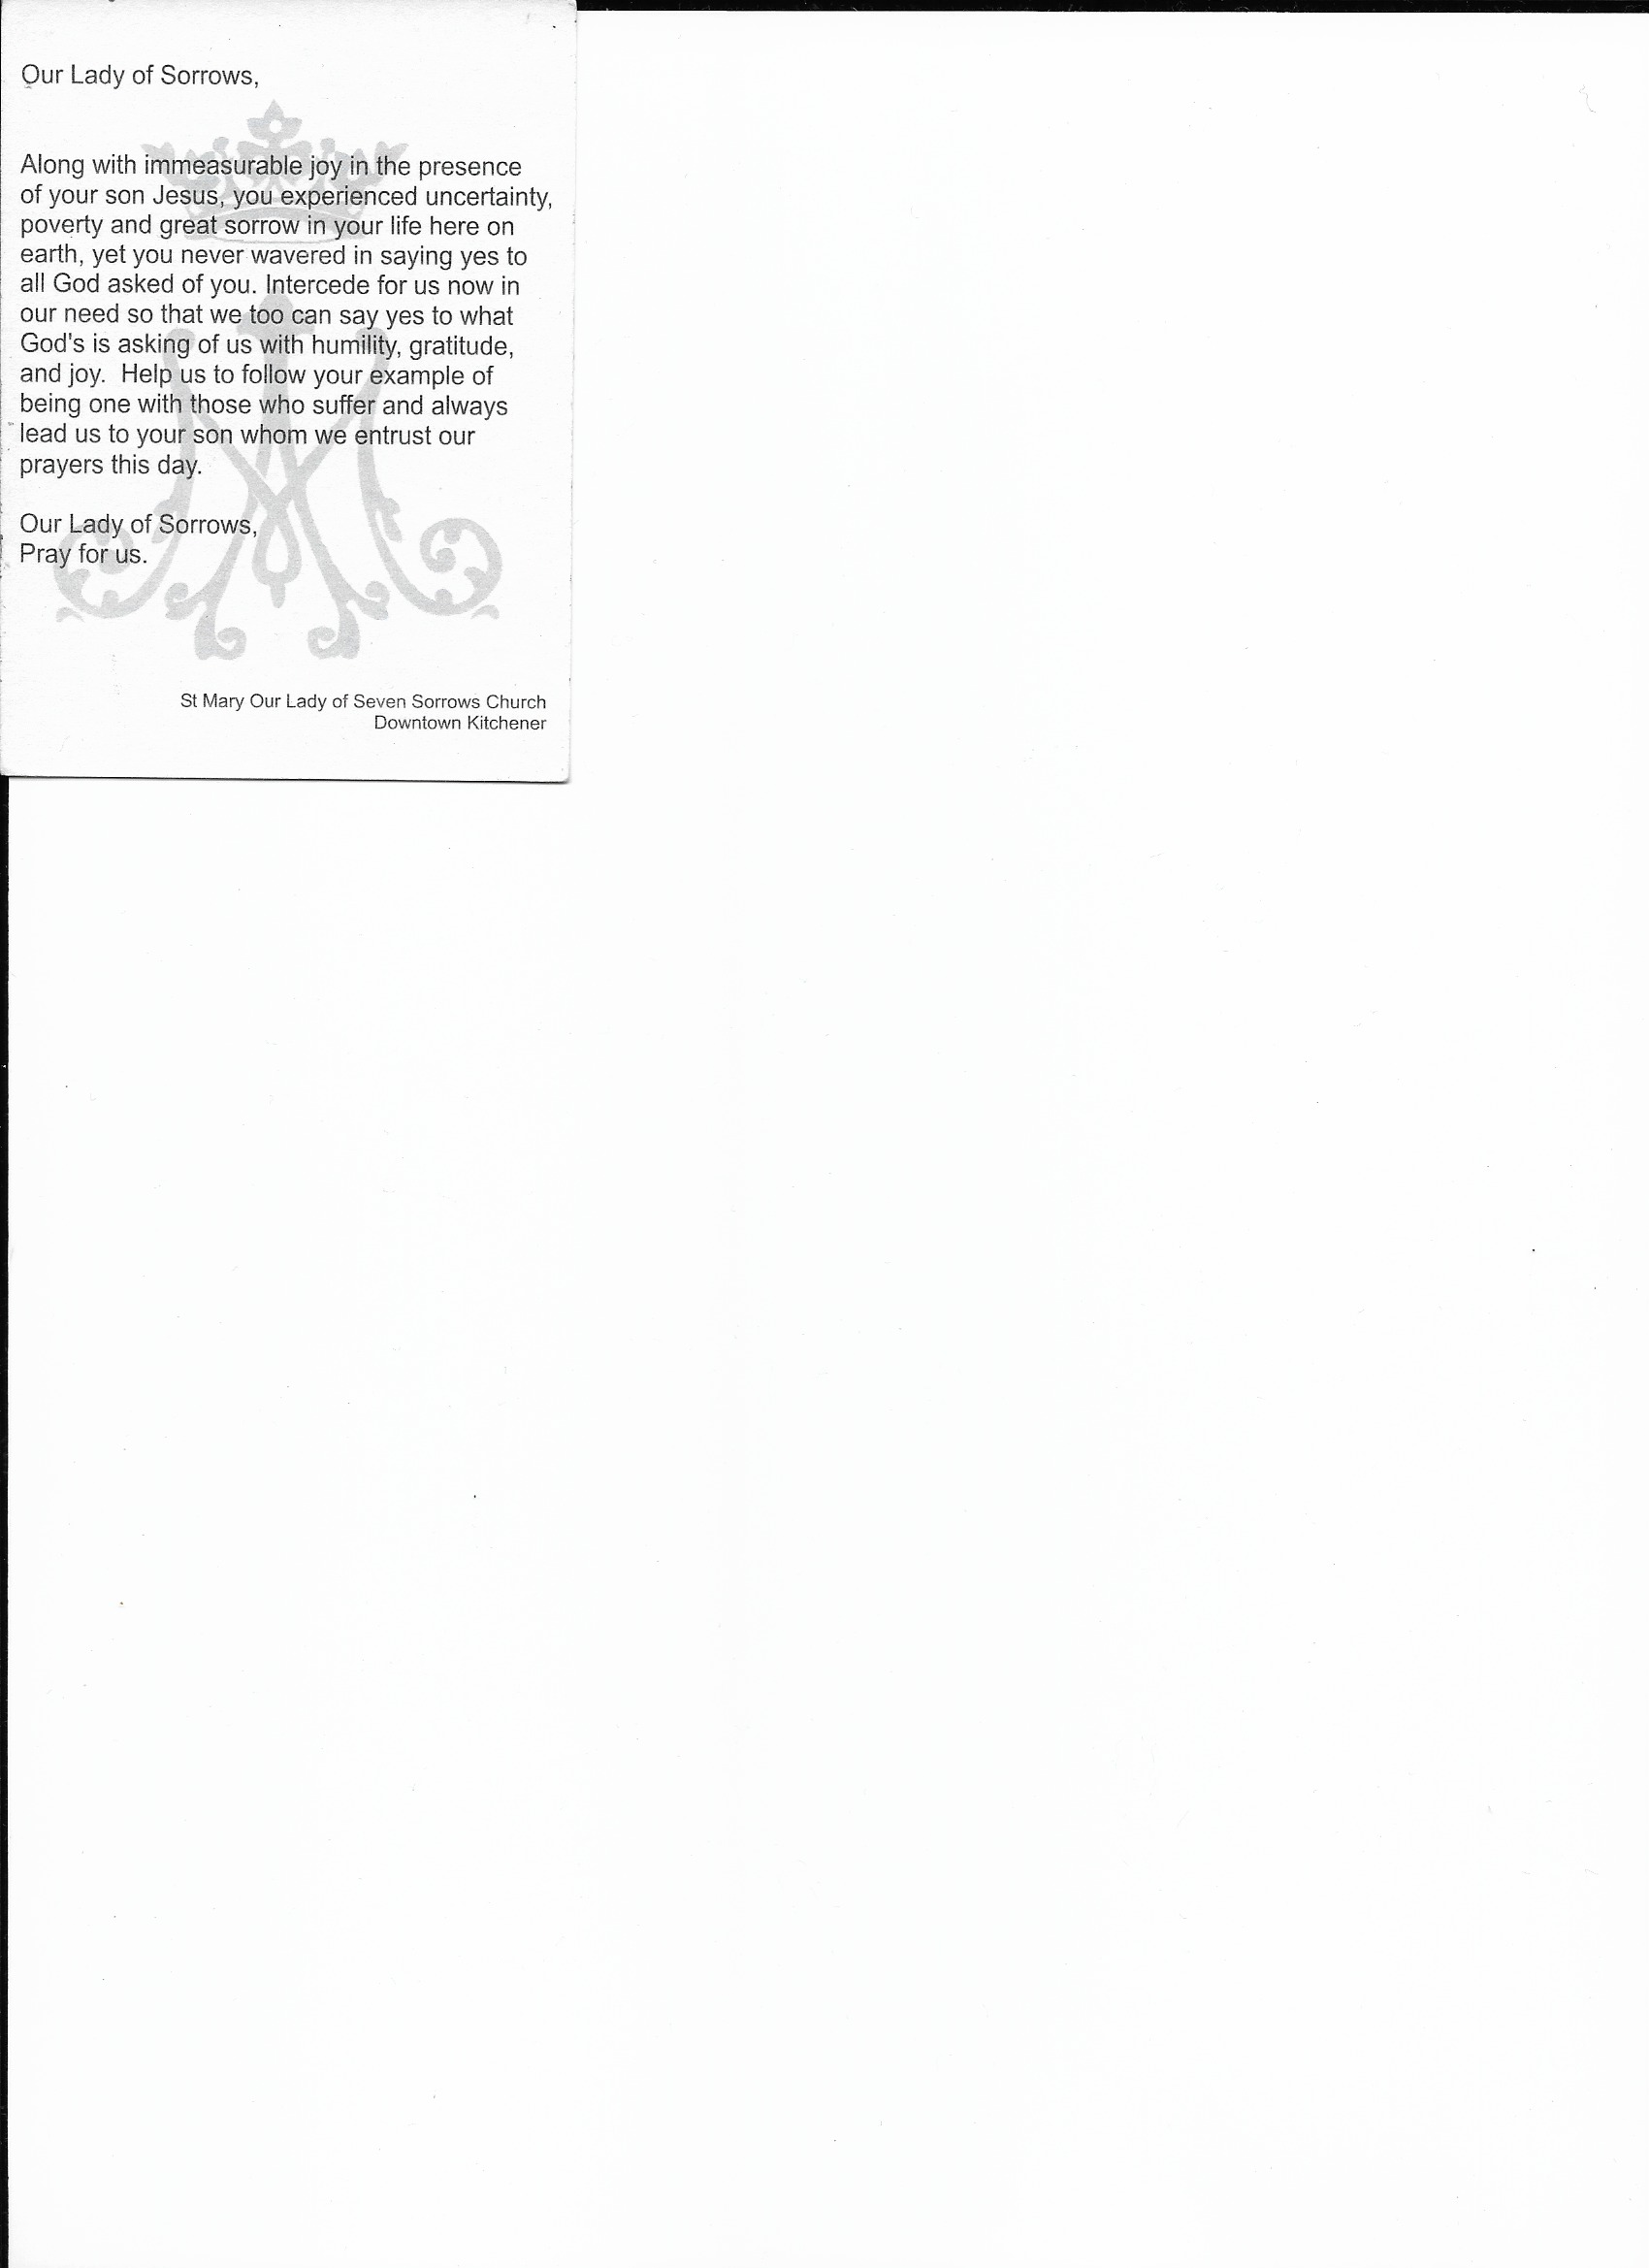 Our Lady of Sorrows,
Along with immeasurable joy in the presence
of your son Jesus, you experienced uncertainty,
poverty and great sorrow in your life here on
earth, yet you never wavered in saying yes to
all God asked of you. Intercede for us now in
our need so that we too can say yes to what
God's is asking of us with humility, gratitude,
and joy.  Help us to follow your example of
being one with those who suffer and always
lead us to your son whom we entrust our
prayers this day.
Our Lady of Sorrows,
Pray for us.
St Mary Our Lady of Seven Sorrows Church
Downtown Kitchener